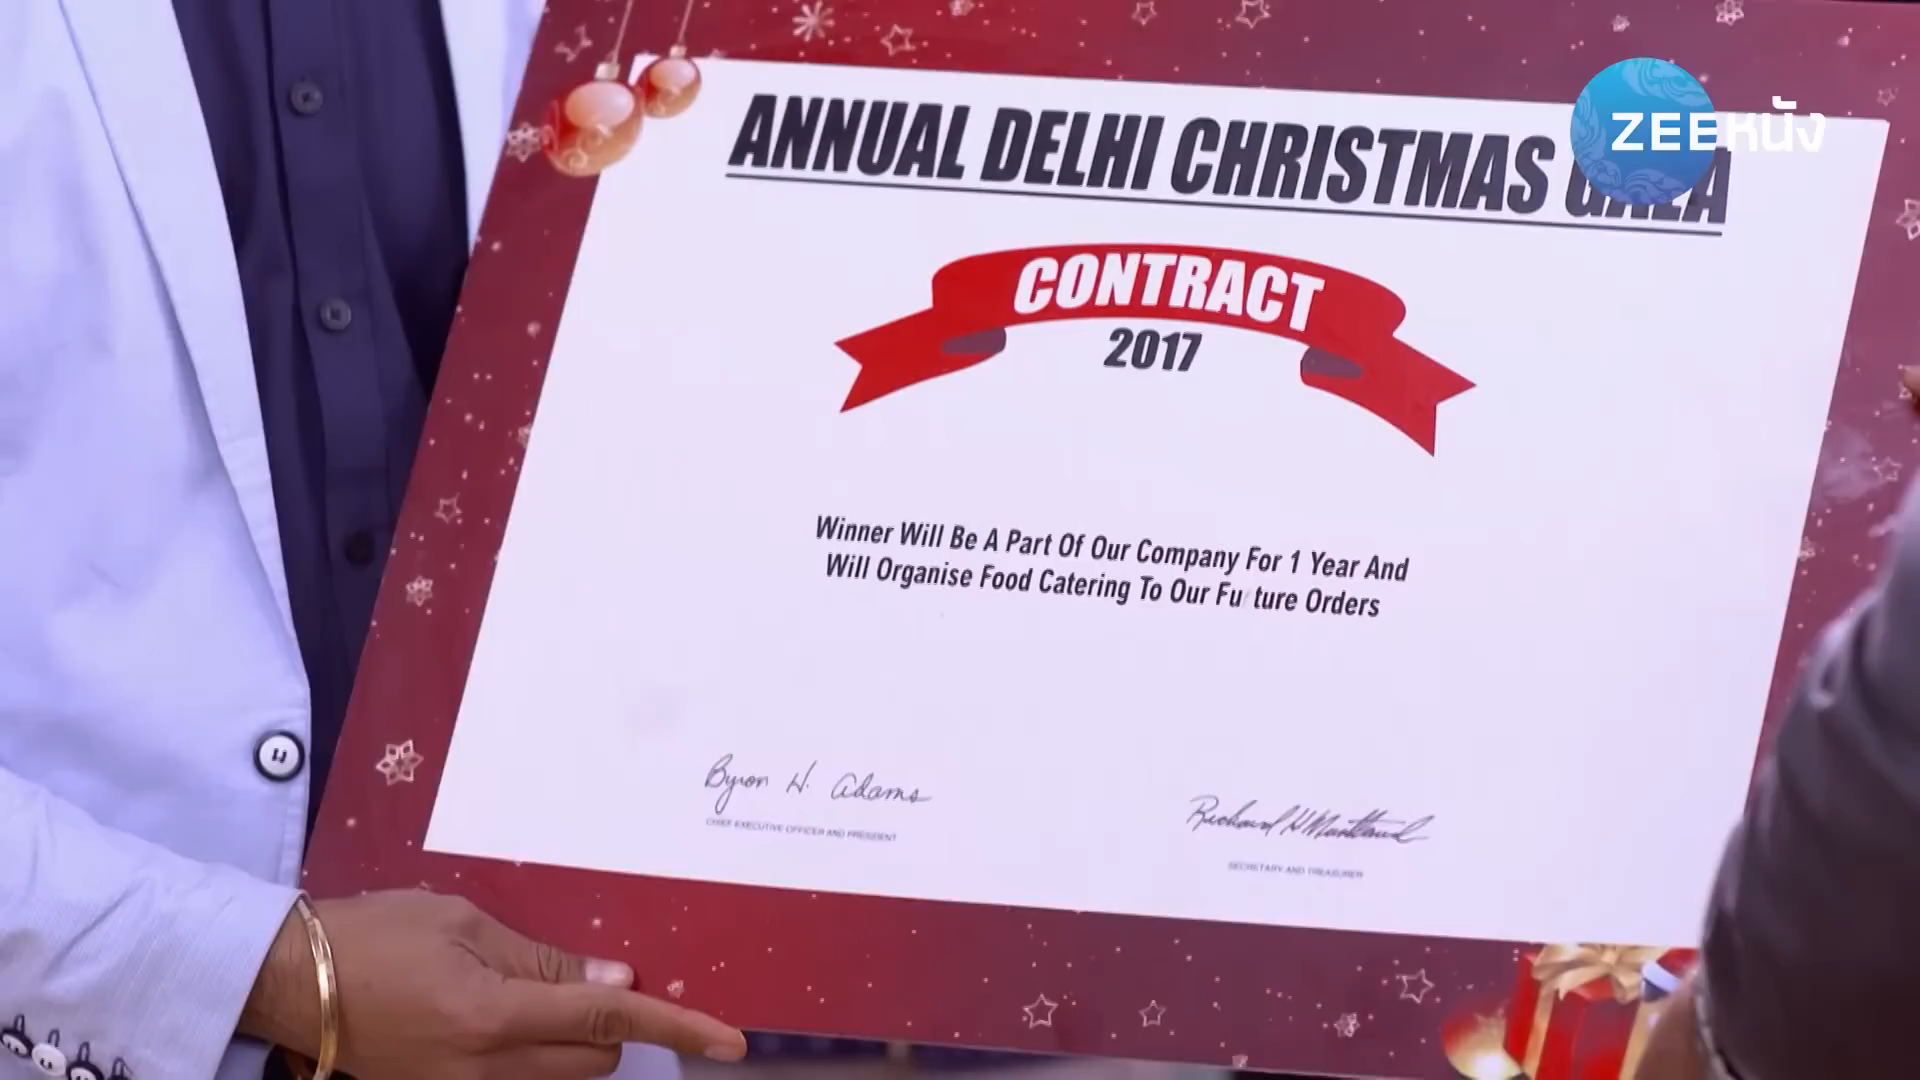 ZEEหนัง
ANNUAL DELHI CHRISTMAS GALA
CONTRACT
2017
Winner Will Be A Part Of Our Company For 1 Year And
Will Organise Food Catering To Our Fu ture Orders
Byron H. Adams
CHIEF EXECUTIVE OFFICER AND PRESIDENT
Richard H
SECRETARY AND TREASURER